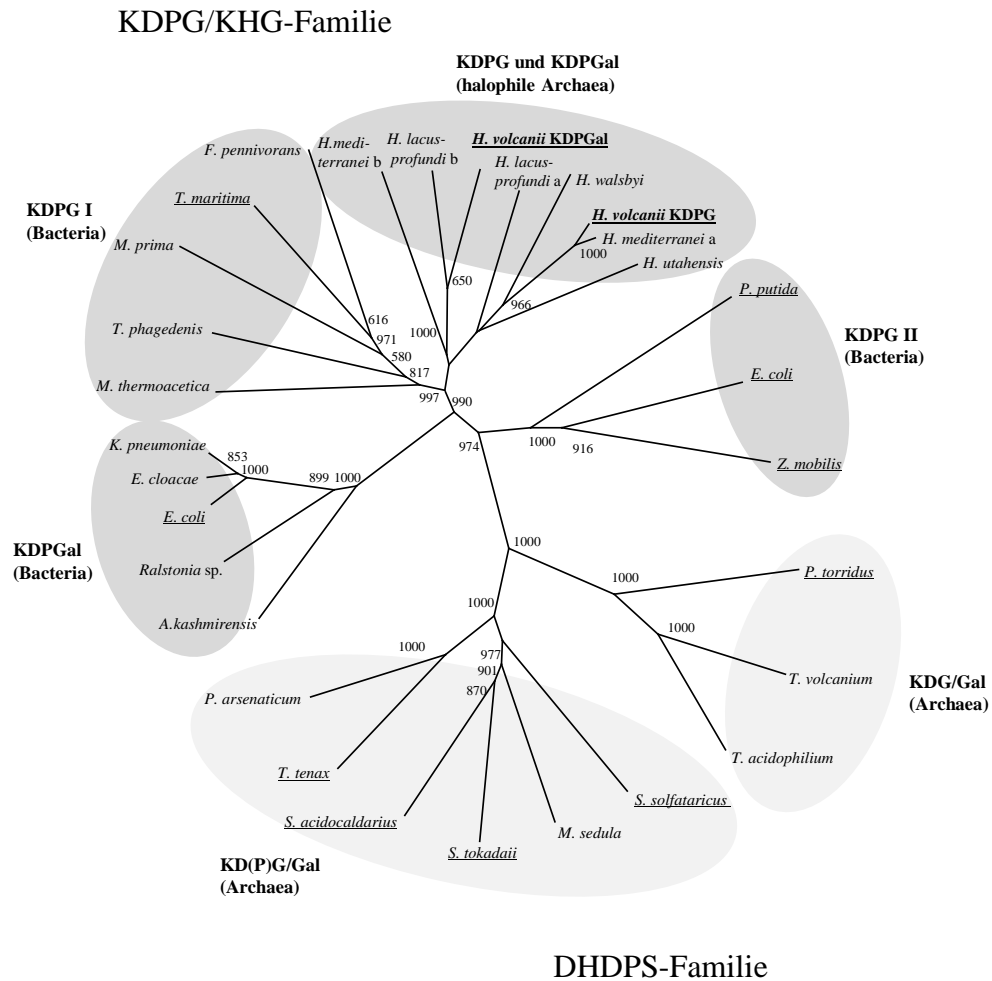 KDPG/KHG-Familie
KDPG und KDPGal
(halophile Archaea)
F. pennivorans
H.medi-
terranei b
H. lacus-
profundi b
H. volcanii KDPGal
H. lacus-
profundi a
H. walsbyi
T. maritima
KDPG I
(Bacteria)
H. volcanii KDPG
H. mediterranei a
1000
H. utahensis
M. prima
650
P. putida
966
616
T. phagedenis
971
1000
KDPG II
(Bacteria)
580
817
E. coli
M. thermoacetica
997
990
K. pneumoniae
853
974
1000
916
E. cloacae
1000
899
1000
Z. mobilis
E. coli
KDPGal
(Bacteria)
1000
Ralstonia sp.
1000
P. torridus
1000
A.kashmirensis
1000
1000
977
901
870
T. volcanium
KDG/Gal
(Archaea)
P. arsenaticum
T. acidophilium
T. tenax
S. solfataricus
S. acidocaldarius
M. sedula
S. tokadaii
KD(P)G/Gal
(Archaea)
DHDPS-Familie